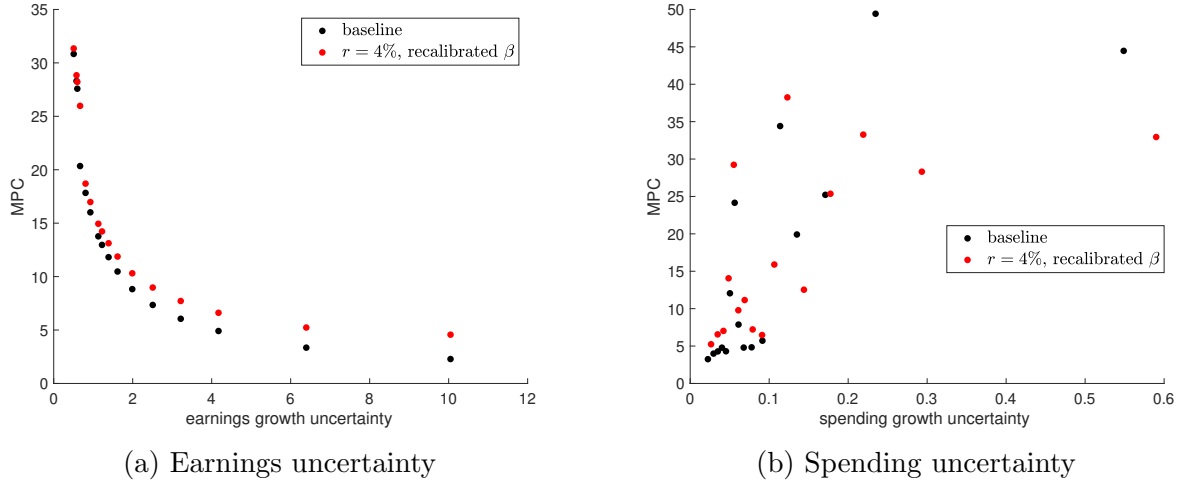 35
30
25
20
15
10
5
0
MPC
0 2 4 6 8 10 12
earnings growth uncertainty
baseline
r = 4%, recalibrated β
(a) Earnings uncertainty
50
45
40
35
30
25
20
15
10
5
0
MPC
0 0.1 0.2 0.3 0.4 0.5 0.6
spending growth uncertainty
baseline
r = 4%, recalibrated β
(b) Spending uncertainty